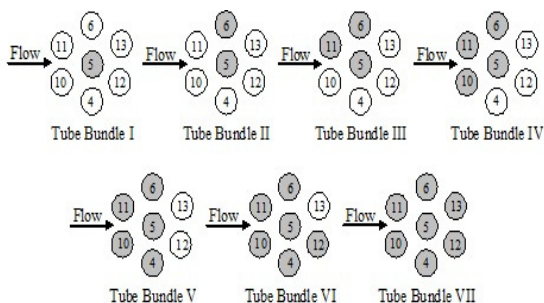 6 6 6 6
Flow 11 13 Flow 11 13 Flow 11 13 Flow 11 13
5 5 5 5
10 12 10 12 10 12 10 12
4 4 4 4
Tube Bundle I Tube Bundle II Tube Bundle III Tube Bundle IV
6 6 6
11 13 11 13 11 13
Flow 5 Flow 5 Flow 5
10 12 10 12 10 12
4 4 4
Tube Bundle V Tube Bundle VI Tube Bundle VII